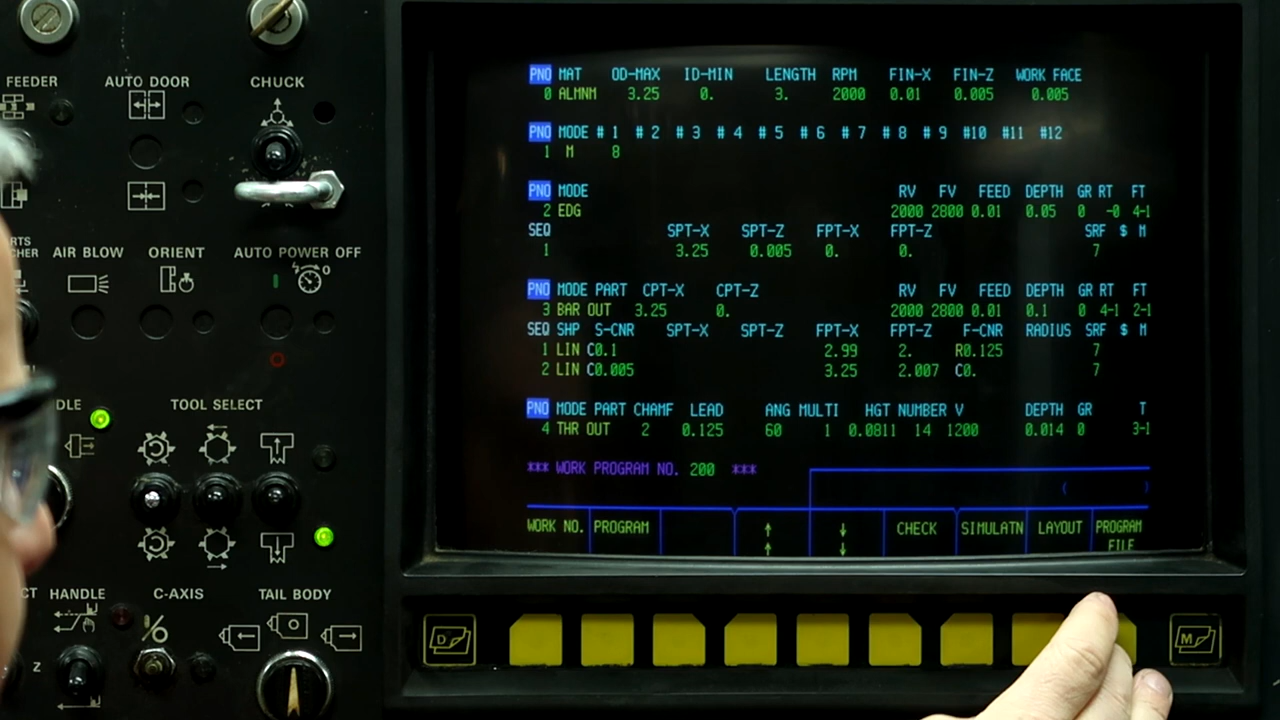 FEEDER
AUTO DOOR
CHUCK
AIR BLOW
ORIENT
AUTO POWER OFF
TOOL SELECT
HANDLE
C-AXIS
TAIL BODY
Z
PNO MAT OD-MAX ID-MIN LENGTH RPM FIN-X FIN-Z WORK FACE
0 ALMNM 3.25 0. 3. 2000 0.01 0.005 0.005
PNO MODE #1 #2 #3 #4 #5 #6 #7 #8 #9 #10 #11 #12
1 M 8
PNO MODE RV FV FEED DEPTH GR RT FT
2 EDG 2000 2800 0.01 0.05 0 -0 4-1
SEQ SPT-X SPT-Z FPT-X FPT-Z SRF $ M
1 3.25 0.005 0. 0. 7
PNO MODE PART CPT-X CPT-Z RV FV FEED DEPTH GR RT FT
3 BAR OUT 3.25 0. 2000 2800 0.01 0.1 0 4-1 2-1
SEQ SHP S-CNR SPT-X SPT-Z FPT-X FPT-Z F-CNR RADIUS SRF $ M
1 LIN C0.1 2.99 2. R0.125 7
2 LIN C0.005 3.25 2.007 C0. 7
PNO MODE PART CHAMF LEAD ANG MULTI HGT NUMBER V DEPTH GR T
4 THR OUT 2 0.125 60 1 0.0811 14 1200 0.014 0 3-1
*** WORK PROGRAM NO. 200 ***
( )
WORK NO. PROGRAM CHECK SIMULATN LAYOUT PROGRAM
FILE
D
M